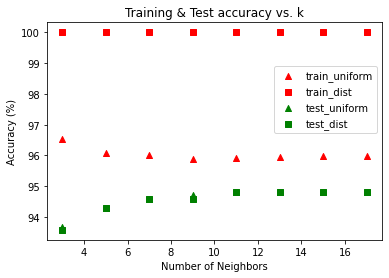 Training & Test accuracy vs. k
100
99
98
97
96
95
94
Accuracy (%)
train_uniform
train_dist
test_uniform
test_dist
4 6 8 10 12 14 16
Number of Neighbors